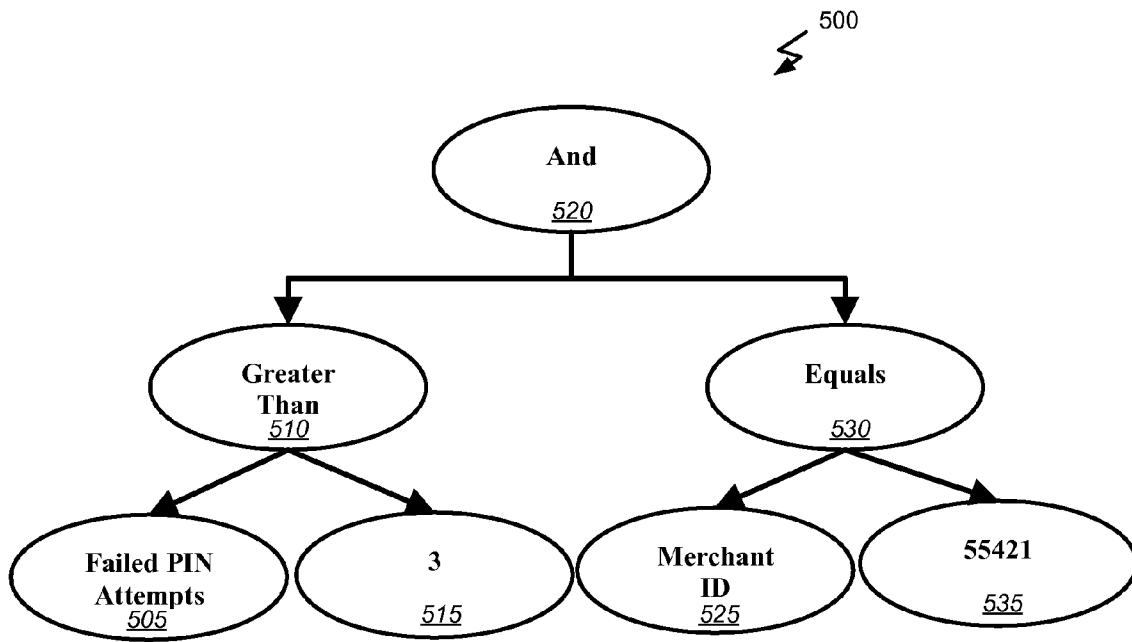 500
And
520
Greater
Than
510
Equals
530
Failed PIN
Attempts
505
3
515
Merchant
ID
525
55421
535